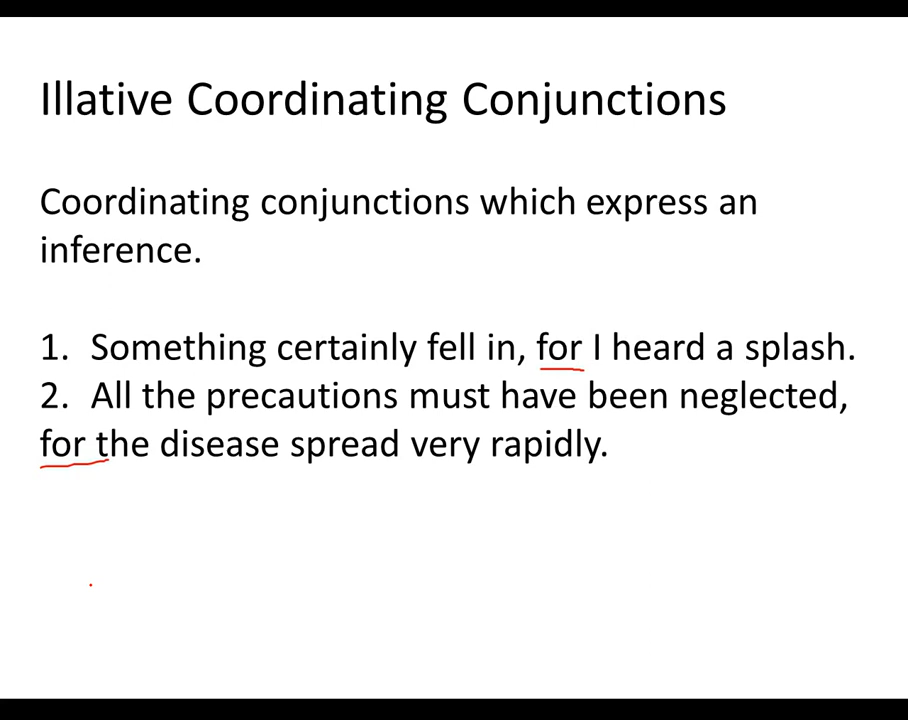 Illative Coordinating Conjunctions
Coordinating conjunctions which express an
inference.
1. Something certainly fell in, for I heard a splash.
2. All the precautions must have been neglected,
for the disease spread very rapidly.